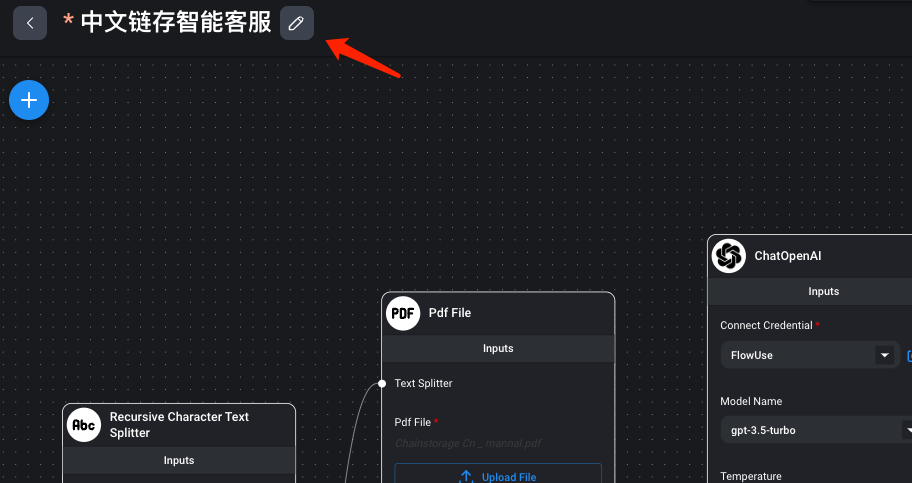 * 中文链存智能客服
ChatOpenAI
Inputs
Connect Credential *
FlowUse
Model Name
gpt-3.5-turbo
Temperature
PDF
Pdf File
Inputs
Text Splitter
Pdf File *
Chainstorage Cn _ mannal.pdf
Upload File
Abc
Recursive Character Text
Splitter
Inputs